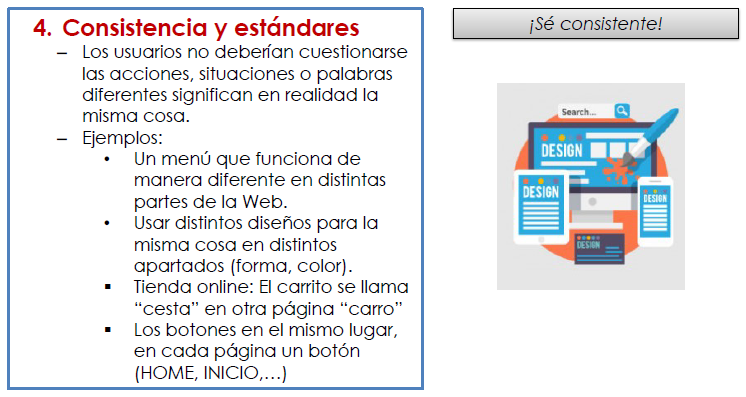 4. Consistencia y estándares
– Los usuarios no deberían cuestionarse
las acciones, situaciones o palabras
diferentes significan en realidad la
misma cosa.
– Ejemplos:
• Un menú que funciona de
manera diferente en distintas
partes de la Web.
• Usar distintos diseños para la
misma cosa en distintos
apartados (forma, color).
▪ Tienda online: El carrito se llama
“cesta” en otra página “carro”
▪ Los botones en el mismo lugar,
en cada página un botón
(HOME, INICIO,…)
¡Sé consistente!
Search...
DESIGN
DESIGN
DESIGN
DESIGN